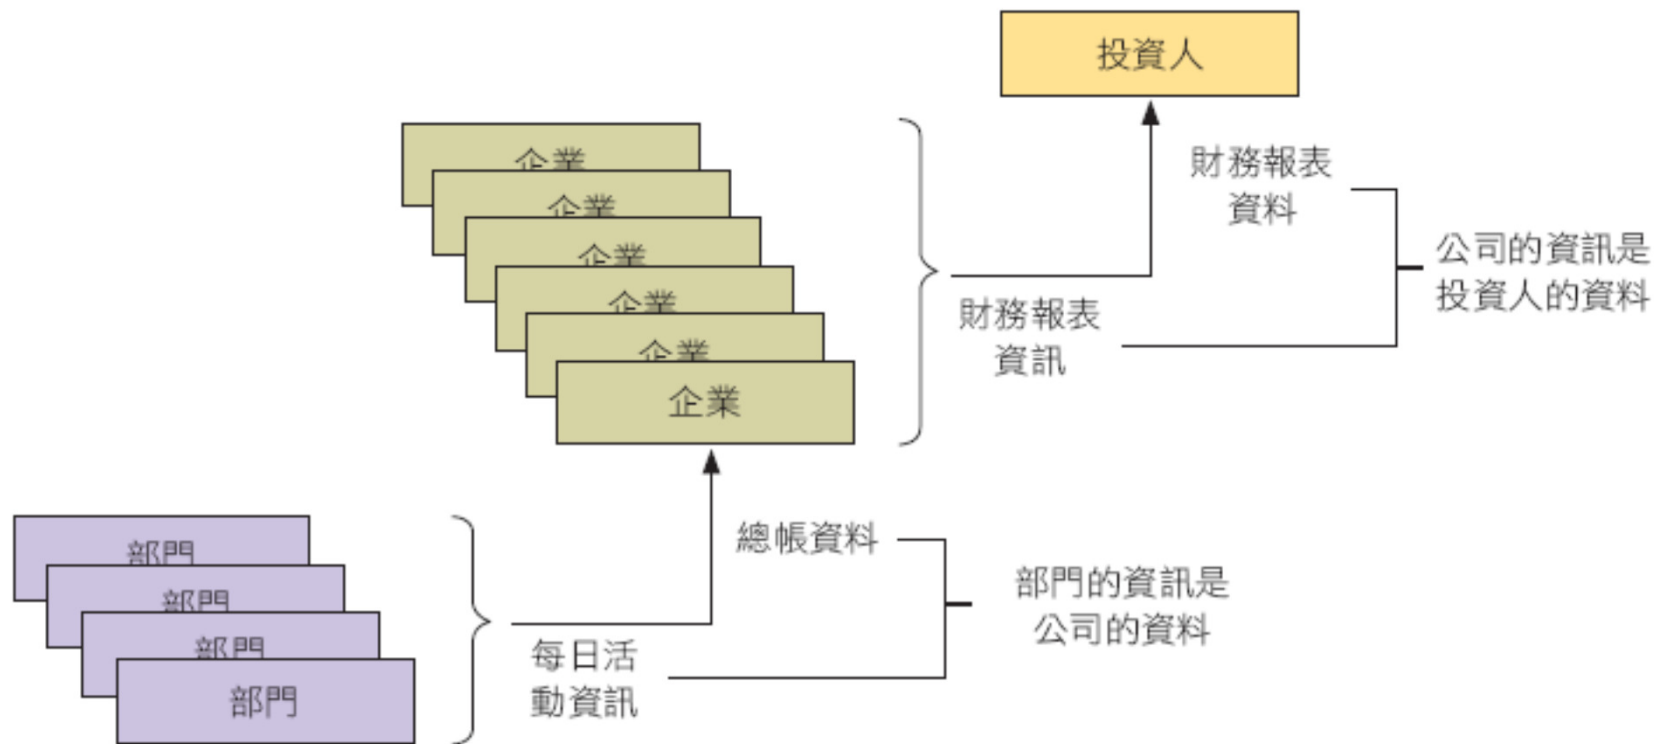 投資人
企業
企業
企業
企業
企業
企業
財務報表
資料
公司的資訊是
投資人的資料
財務報表
資訊
部門
部門
部門
部門
總帳資料
部門的資訊是
公司的資料
每日活
動資訊